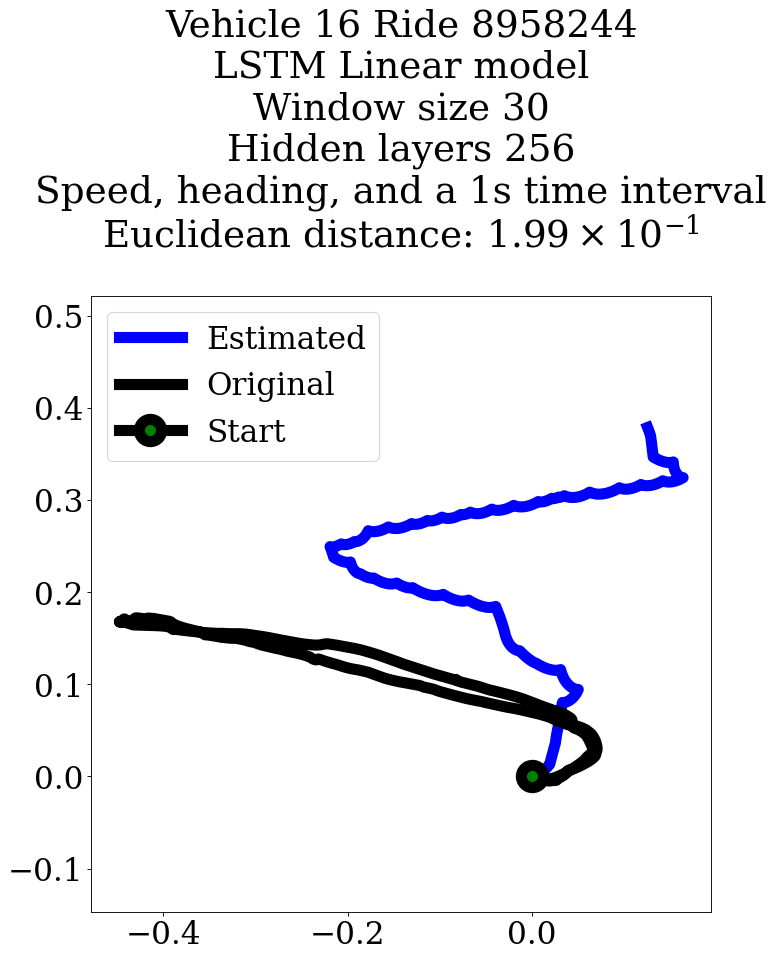 Vehicle 16 Ride 8958244
LSTM Linear model
Window size 30
Hidden layers 256
Speed, heading, and a 1s time interval
Euclidean distance: 1.99 × 10⁻¹
Estimated
Original
Start
0.5
0.4
0.3
0.2
0.1
0.0
−0.1
−0.4
−0.2
0.0